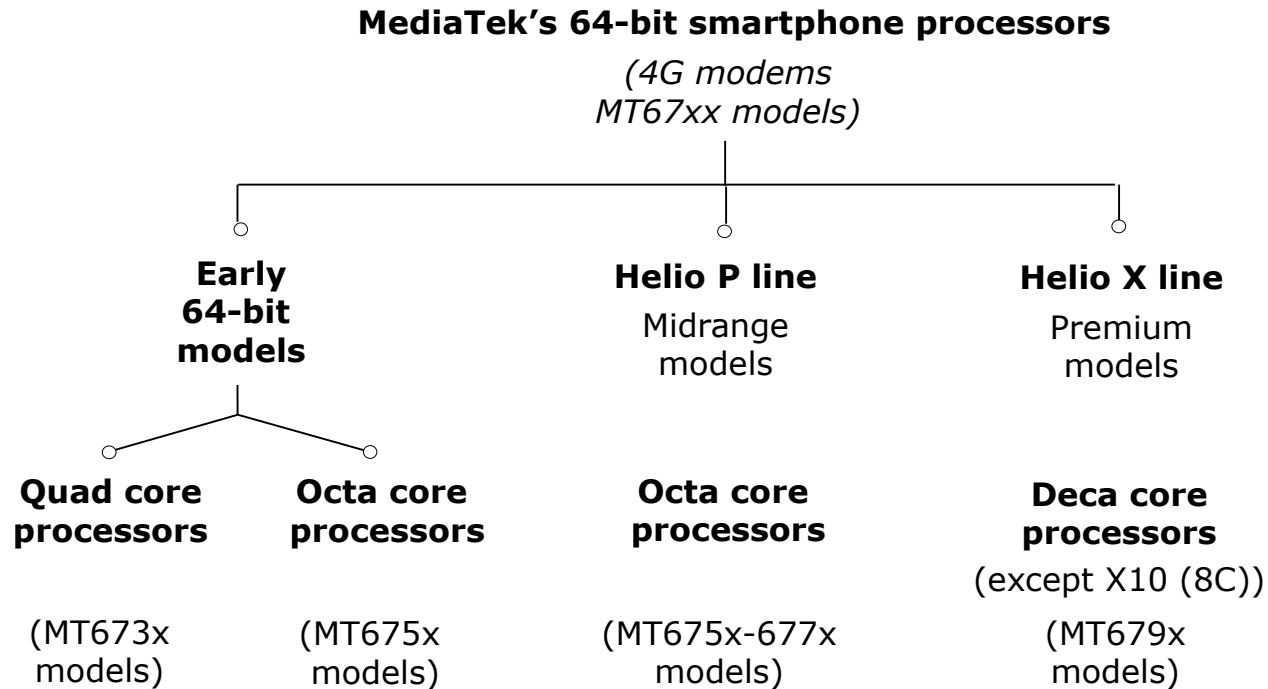 MediaTek’s 64-bit smartphone processors
(4G modems
MT67xx models)
Early
64-bit
models
Helio P line
Midrange
models
Helio X line
Premium
models
Quad core
processors
(MT673x
models)
Octa core
processors
(MT675x
models)
Octa core
processors
(MT675x-677x
models)
Deca core
processors
(except X10 (8C))
(MT679x
models)